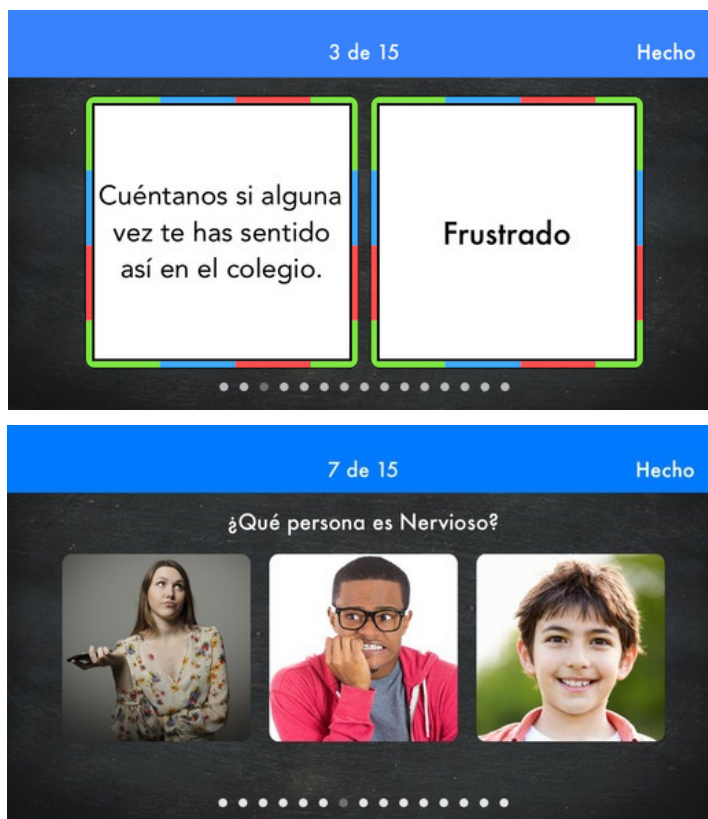 3 de 15
Hecho
Cuéntanos si alguna
vez te has sentido
así en el colegio.
Frustrado
7 de 15
Hecho
¿Qué persona es Nervioso?